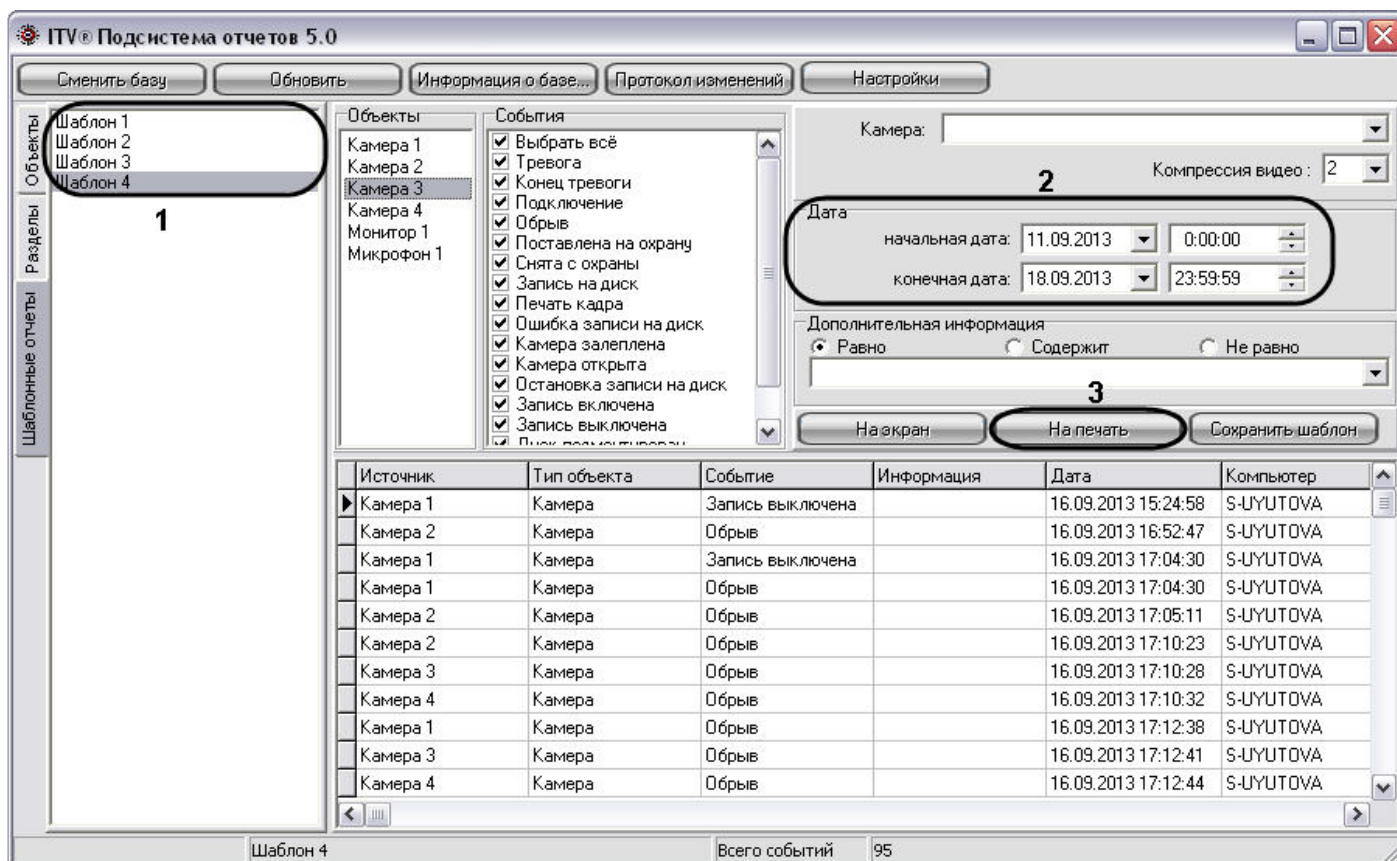 ITV® Подсистема отчетов 5.0
Сменить базу Обновить Информация о базе... Протокол изменений Настройки
Объекты
Разделы
Шаблонные отчеты
Шаблон 1
Шаблон 2
Шаблон 3
Шаблон 4
1
Объекты
Камера 1
Камера 2
Камера 3
Камера 4
Монитор 1
Микрофон 1
События
Выбрать всё
Тревога
Конец тревоги
Подключение
Обрыв
Поставлена на охрану
Снята с охраны
Запись на диск
Печать кадра
Ошибка записи на диск
Камера залеплена
Камера открыта
Остановка записи на диск
Запись включена
Запись выключена
Камера:
Компрессия видео : 2
2
Дата
начальная дата: 11.09.2013 0:00:00
конечная дата: 18.09.2013 23:59:59
Дополнительная информация
Равно Содержит Не равно
3
На экран На печать Сохранить шаблон
Источник Тип объекта Событие Информация Дата Компьютер
Камера 1 Камера Запись выключена 16.09.2013 15:24:58 S-UYUTOVA
Камера 2 Камера Обрыв 16.09.2013 16:52:47 S-UYUTOVA
Камера 1 Камера Запись выключена 16.09.2013 17:04:30 S-UYUTOVA
Камера 1 Камера Обрыв 16.09.2013 17:04:30 S-UYUTOVA
Камера 2 Камера Обрыв 16.09.2013 17:05:11 S-UYUTOVA
Камера 2 Камера Обрыв 16.09.2013 17:10:23 S-UYUTOVA
Камера 3 Камера Обрыв 16.09.2013 17:10:28 S-UYUTOVA
Камера 4 Камера Обрыв 16.09.2013 17:10:32 S-UYUTOVA
Камера 1 Камера Обрыв 16.09.2013 17:12:38 S-UYUTOVA
Камера 3 Камера Обрыв 16.09.2013 17:12:41 S-UYUTOVA
Камера 4 Камера Обрыв 16.09.2013 17:12:44 S-UYUTOVA
Шаблон 4 Всего событий 95